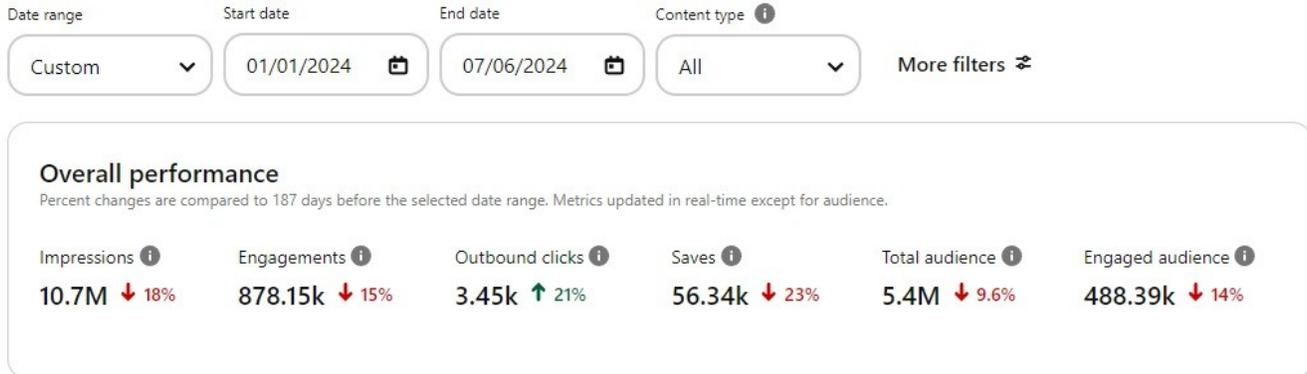 Date range Start date End date Content type
Custom 01/01/2024 07/06/2024 All More filters
Overall performance
Percent changes are compared to 187 days before the selected date range. Metrics updated in real-time except for audience.
Impressions Engagements Outbound clicks Saves Total audience Engaged audience
10.7M 18% 878.15k 15% 3.45k 21% 56.34k 23% 5.4M 9.6% 488.39k 14%